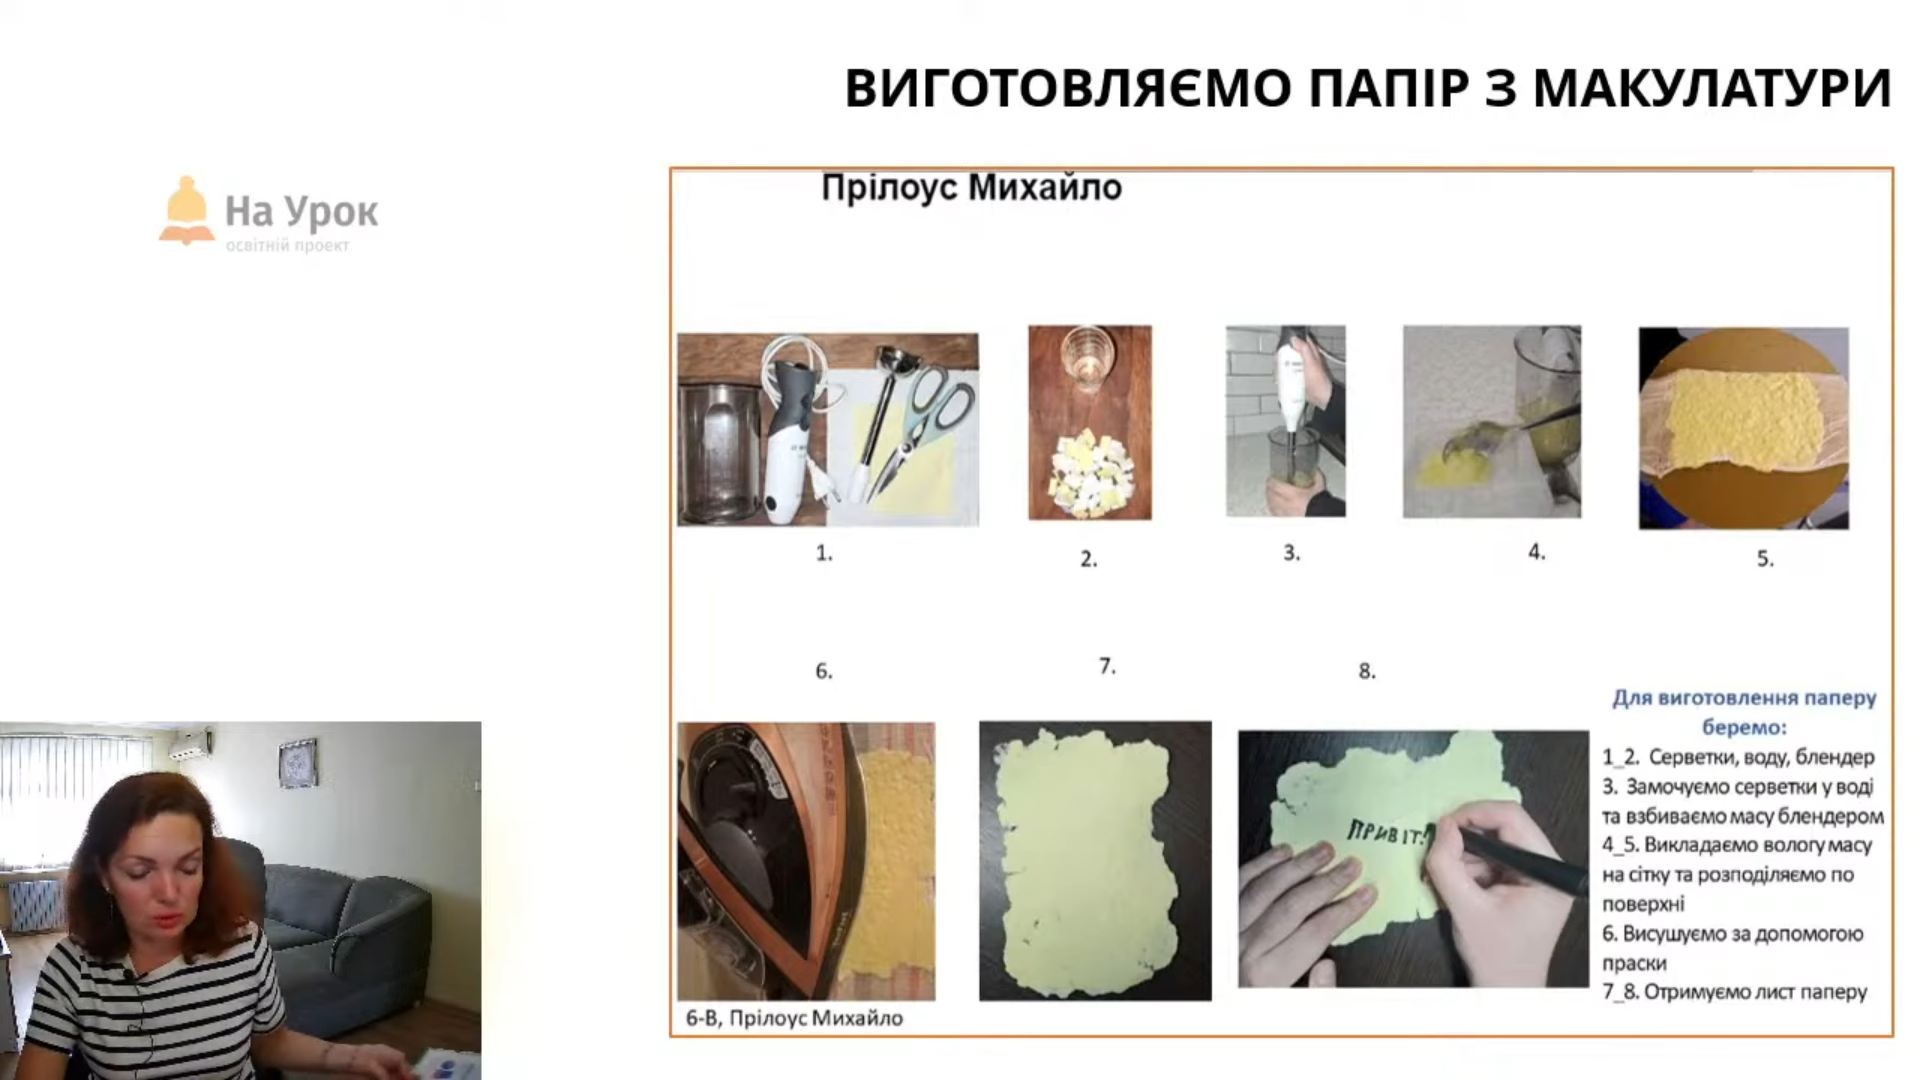 ВИГОТОВЛЯЄМО ПАПІР З МАКУЛАТУРИ
На Урок
освітній проект
Прілоус Михайло
1.
2.
3.
4.
5.
6.
7.
8.
ПРИВІТ!
Для виготовлення паперу
беремо:
1_2. Серветки, воду, блендер
3. Замочуємо серветки у воді
та взбиваємо масу блендером
4_5. Викладаємо вологу масу
на сітку та розподіляємо по
поверхні
6. Висушуємо за допомогою
праски
7_8. Отримуємо лист паперу
6-В, Прілоус Михайло